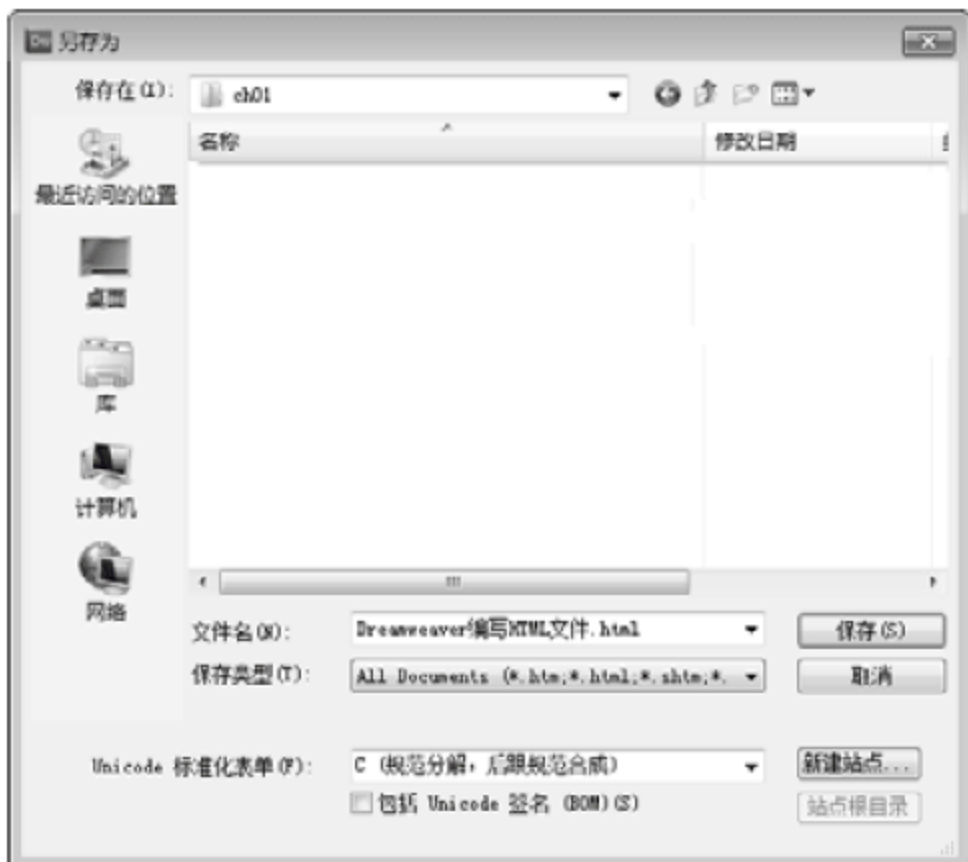 另存为
保存在(I):
ch01
名称
修改日期
最近访问的位置
桌面
库
计算机
网络
文件名(N):
Dreamweaver编写HTML文件.html
保存(S)
保存类型(T):
All Documents (*.htm;*.html;*.shtm;*.
取消
Unicode 标准化表单(F):
C (规范分解，后跟规范合成)
新建站点...
包括 Unicode 签名 (BOM)(S)
站点根目录